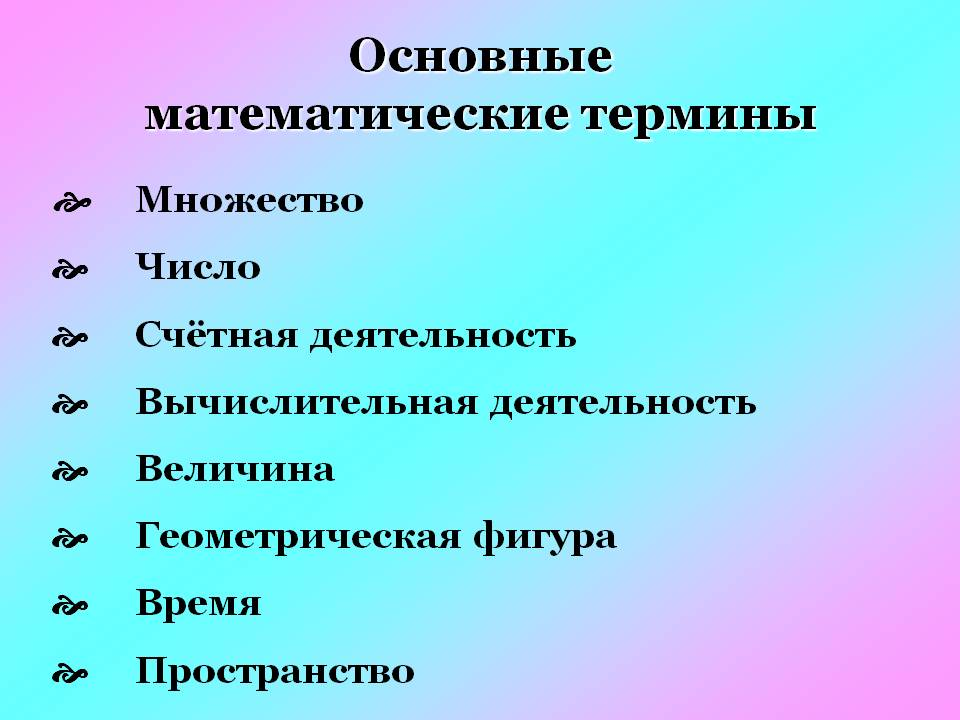 Основные
математические термины
Множество
Число
Счётная деятельность
Вычислительная деятельность
Величина
Геометрическая фигура
Время
Пространство